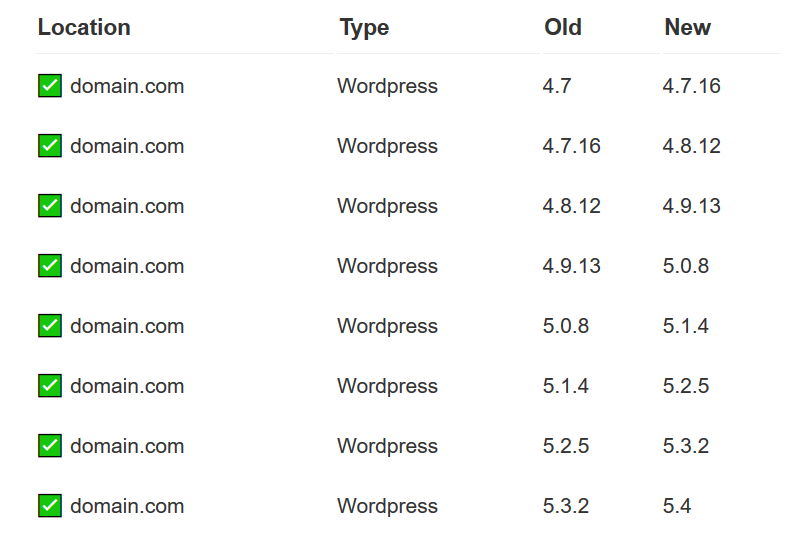 Location Type Old New
domain.com Wordpress 4.7 4.7.16
domain.com Wordpress 4.7.16 4.8.12
domain.com Wordpress 4.8.12 4.9.13
domain.com Wordpress 4.9.13 5.0.8
domain.com Wordpress 5.0.8 5.1.4
domain.com Wordpress 5.1.4 5.2.5
domain.com Wordpress 5.2.5 5.3.2
domain.com Wordpress 5.3.2 5.4